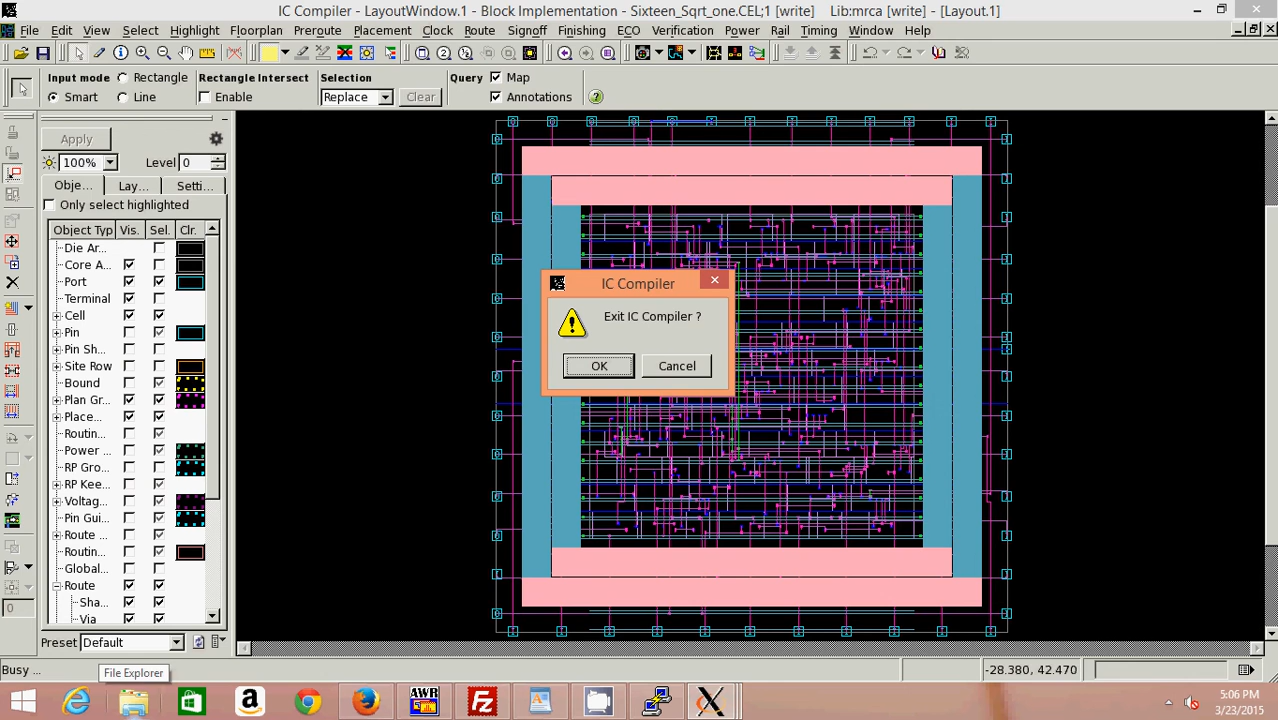 IC Compiler - LayoutWindow.1 - Block Implementation - Sixteen_Sqrt_one.CEL;1 [write]   Lib:mrca [write] - [Layout.1]
File Edit View Select Highlight Floorplan Preroute Placement Clock Route Signoff Finishing ECO Verification Power Rail Timing Window Help
Input mode Rectangle Rectangle Intersect Selection Query Map
Smart Line Enable Replace Clear Annotations
Apply
100% Level 0
Obje... Lay... Setti...
Only select highlighted
Object Typ Vis. Sel. Clr.
Die Ar...
Core A...
Port
Terminal
Cell
Pin
Pin Sh...
Site Row
Bound
Plan Gr...
Place...
Routin...
Power...
RP Gro...
RP Kee...
Voltag...
Pin Gui...
Route
Routin...
Global...
Route
Sha...
Via
0
Preset Default
IC Compiler
Exit IC Compiler ?
OK Cancel
Busy ...
-28.380, 42.470
File Explorer
AWR
5:06 PM
3/23/2015